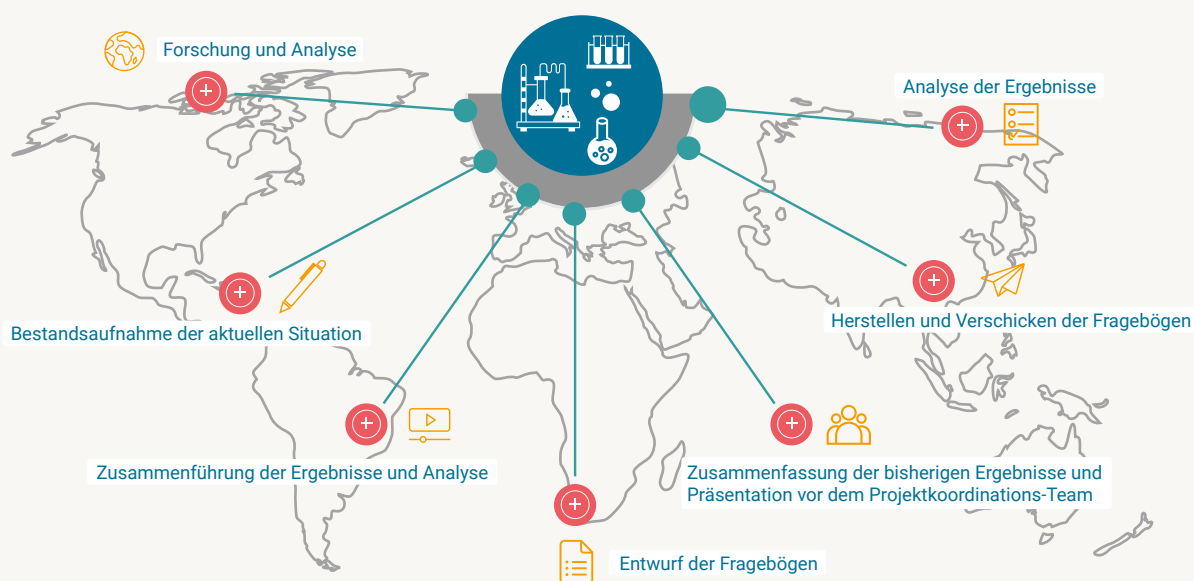 Forschung und Analyse
Bestandsaufnahme der aktuellen Situation
Zusammenführung der Ergebnisse und Analyse
Entwurf der Fragebögen
Zusammenfassung der bisherigen Ergebnisse und
Präsentation vor dem Projektkoordinations-Team
Herstellen und Verschicken der Fragebögen
Analyse der Ergebnisse